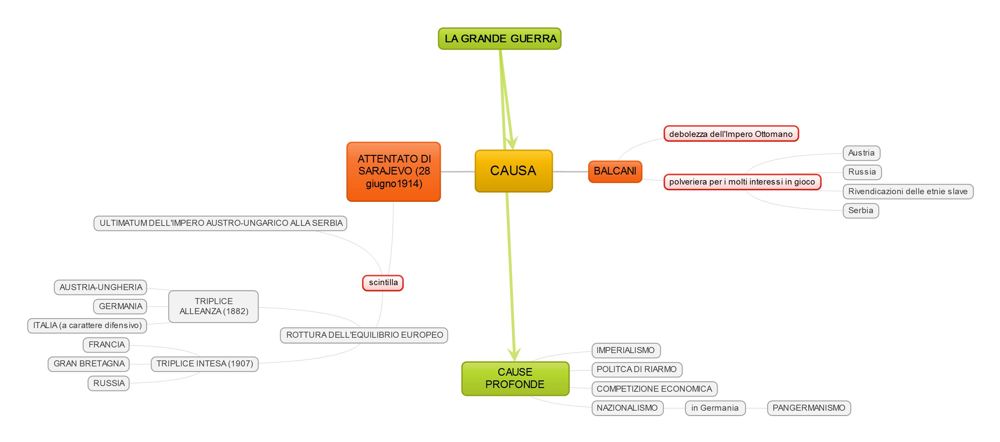 LA GRANDE GUERRA
CAUSA
ATTENTATO DI
SARAJEVO (28
giugno1914)
BALCANI
debolezza dell'Impero Ottomano
polveriera per i molti interessi in gioco
Austria
Russia
Rivendicazioni delle etnie slave
Serbia
ULTIMATUM DELL'IMPERO AUSTRO-UNGARICO ALLA SERBIA
scintilla
ROTTURA DELL'EQUILIBRIO EUROPEO
TRIPLICE
ALLEANZA (1882)
AUSTRIA-UNGHERIA
GERMANIA
ITALIA (a carattere difensivo)
TRIPLICE INTESA (1907)
FRANCIA
GRAN BRETAGNA
RUSSIA
CAUSE
PROFONDE
IMPERIALISMO
POLITCA DI RIARMO
COMPETIZIONE ECONOMICA
NAZIONALISMO
in Germania
PANGERMANISMO